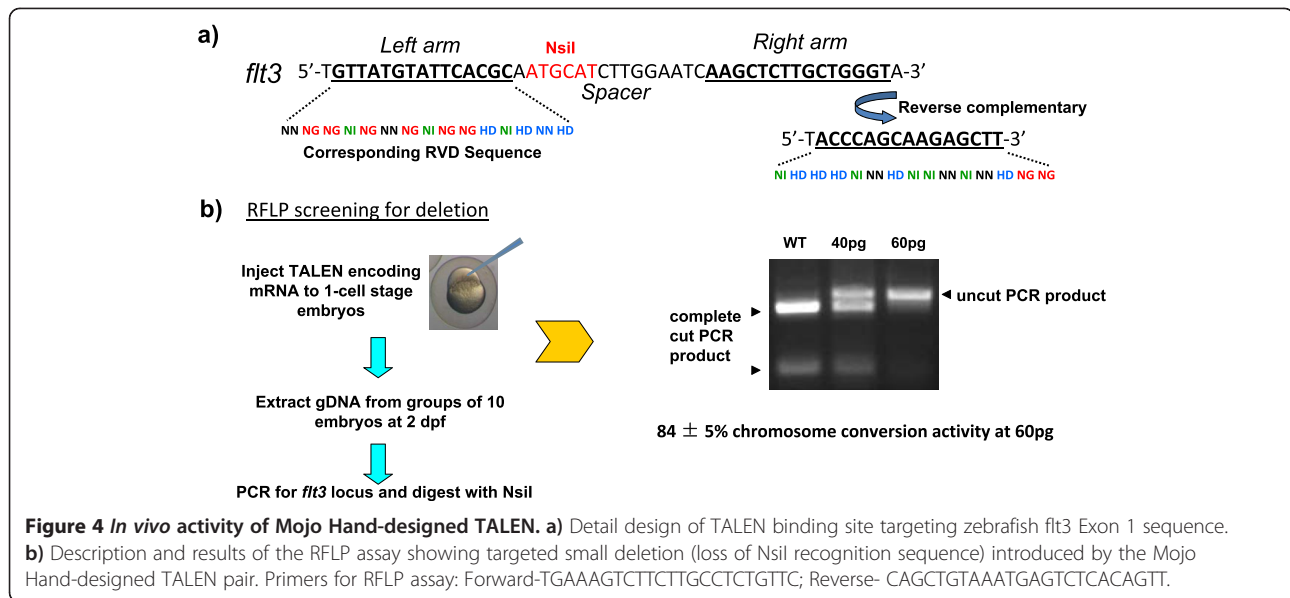 a)
Left arm
NsiI
Right arm
flt3 5’-TGTTATGTATTCACGCAATGCATCTTGGAATCAAGCTCTTGCTGGGTA-3’
Spacer
Reverse complementary
NN NG NG NI NG NN NG NI NG NG HD NI HD NN HD
Corresponding RVD Sequence
5’-TACCCAGCAAGAGCTT-3’
NI HD HD HD NI NN HD NI NI NN NI NN HD NG NG
b) RFLP screening for deletion
Inject TALEN encoding
mRNA to 1-cell stage
embryos
Extract gDNA from groups of 10
embryos at 2 dpf
PCR for flt3 locus and digest with NsiI
WT 40pg 60pg
uncut PCR product
complete
cut PCR
product
84 ± 5% chromosome conversion activity at 60pg
Figure 4 In vivo activity of Mojo Hand-designed TALEN. a) Detail design of TALEN binding site targeting zebrafish flt3 Exon 1 sequence.
b) Description and results of the RFLP assay showing targeted small deletion (loss of NsiI recognition sequence) introduced by the Mojo
Hand-designed TALEN pair. Primers for RFLP assay: Forward-TGAAAGTCTTCTTGCCTCTGTTC; Reverse- CAGCTGTAAATGAGTCTCACAGTT.